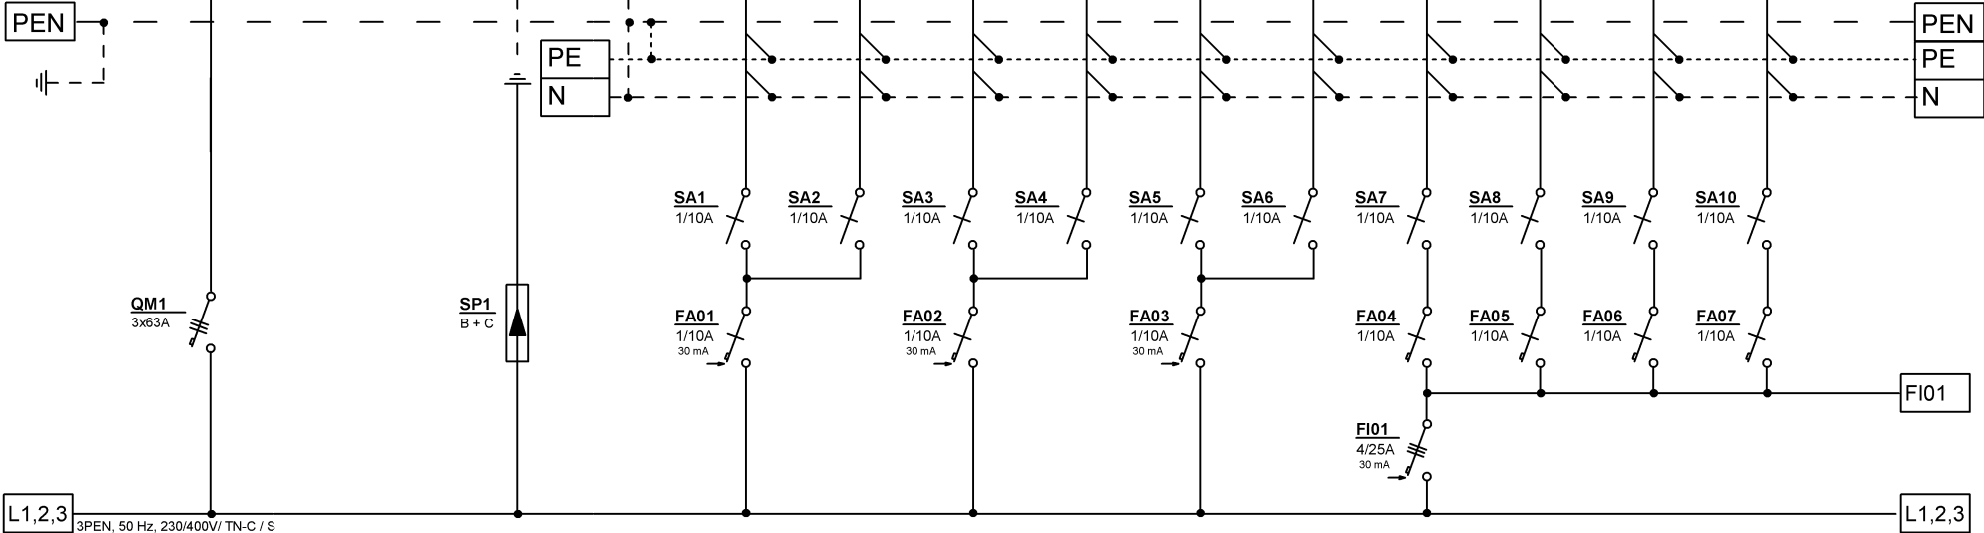 PEN
PEN
PE
PE
N
N
SA1
1/10A
SA2
1/10A
SA3
1/10A
SA4
1/10A
SA5
1/10A
SA6
1/10A
SA7
1/10A
SA8
1/10A
SA9
1/10A
SA10
1/10A
QM1
3x63A
SP1
B + C
FA01
1/10A
30 mA
FA02
1/10A
30 mA
FA03
1/10A
30 mA
FA04
1/10A
FA05
1/10A
FA06
1/10A
FA07
1/10A
FI01
FI01
4/25A
30 mA
L1,2,3
3PEN, 50 Hz, 230/400V/ TN-C / S
L1,2,3